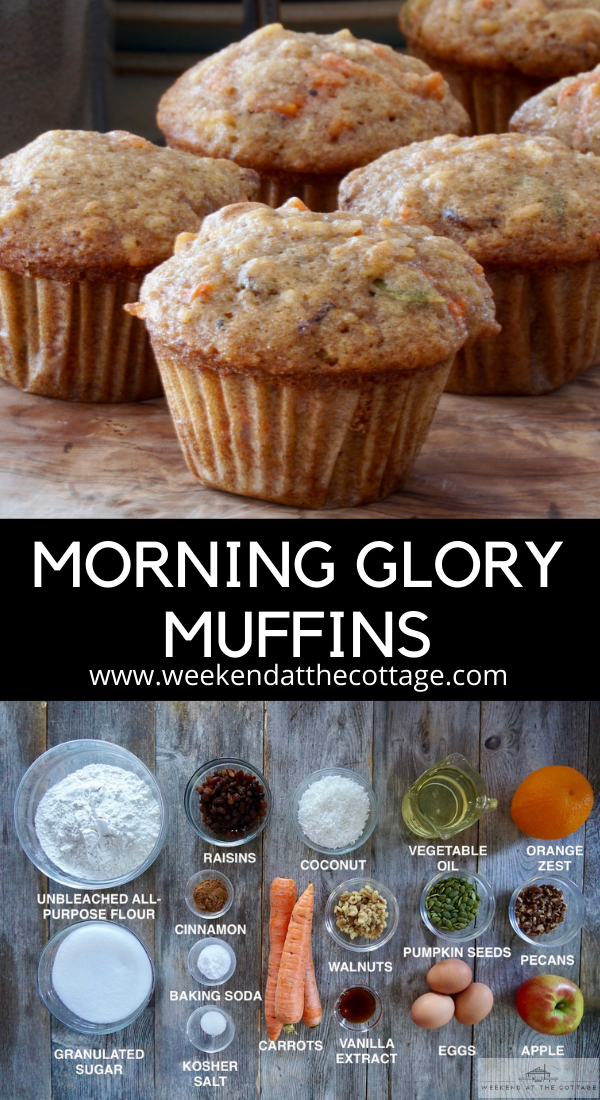 MORNING GLORY
MUFFINS
www.weekendatthecottage.com
RAISINS
COCONUT
VEGETABLE
OIL
ORANGE
ZEST
UNBLEACHED ALL-
PURPOSE FLOUR
CINNAMON
WALNUTS
PUMPKIN SEEDS
PECANS
BAKING SODA
GRANULATED
SUGAR
KOSHER
SALT
CARROTS
VANILLA
EXTRACT
EGGS
APPLE
WEEKEND AT THE COTTAGE